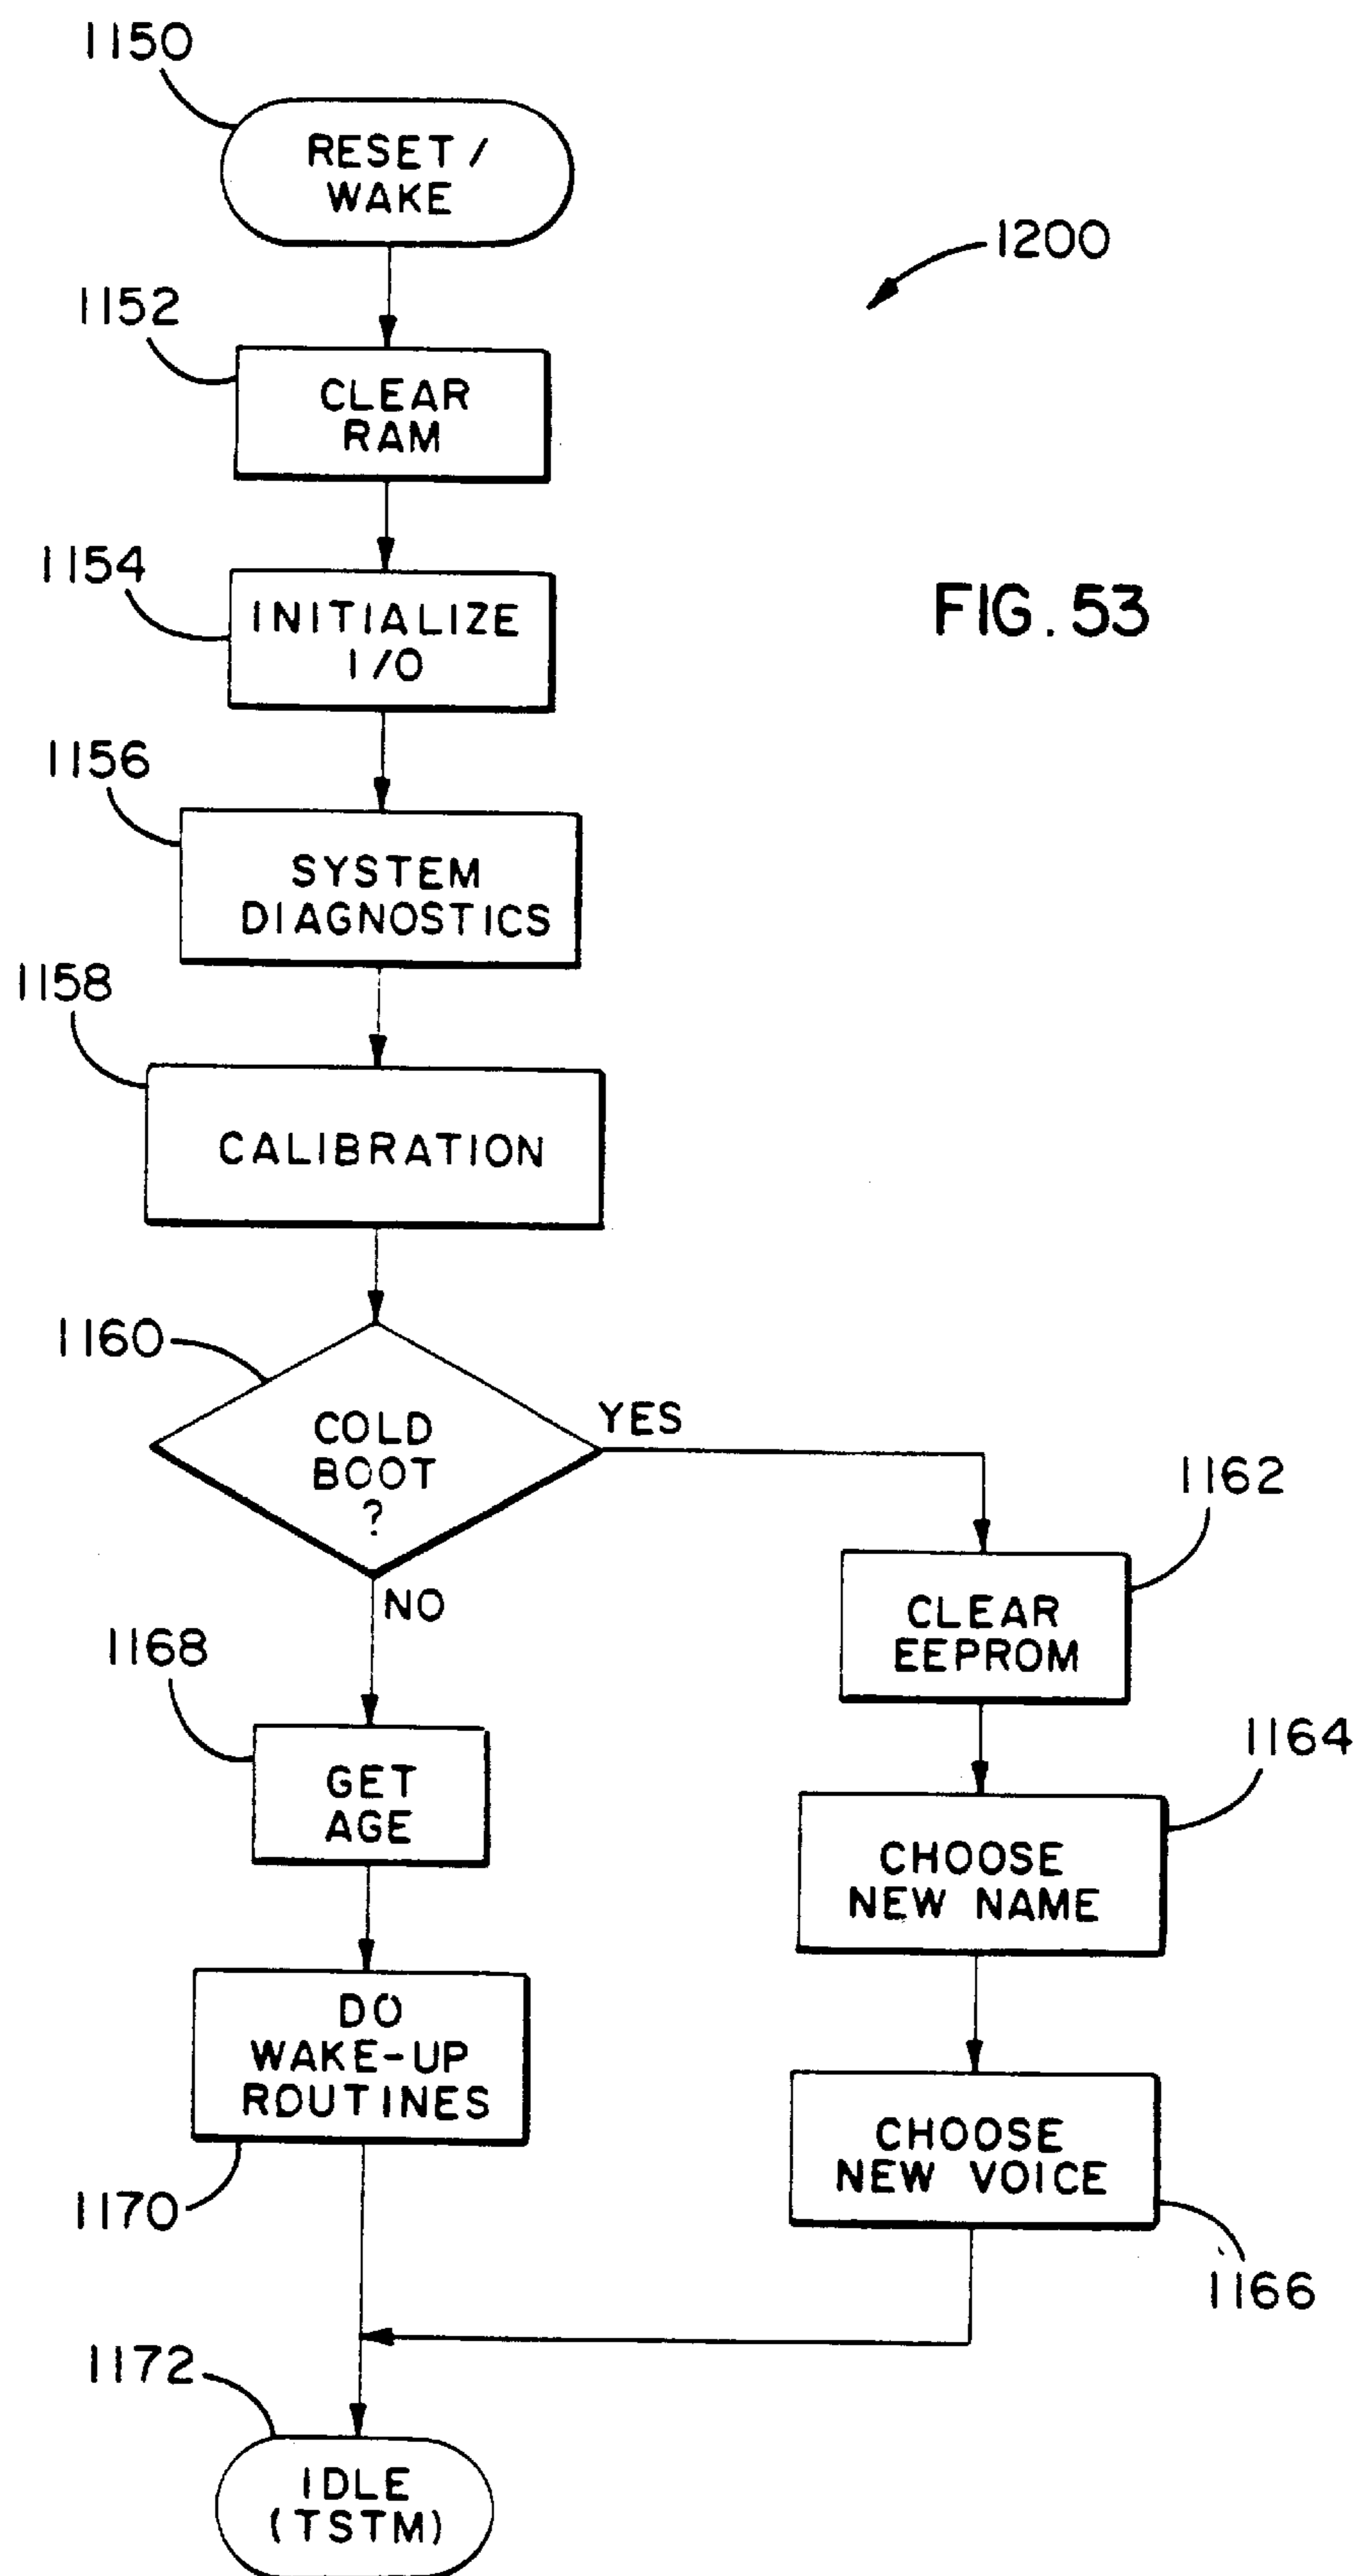 1150
RESET /
WAKE
1200
1152
CLEAR
RAM
1154
INITIALIZE
I/O
FIG. 53
1156
SYSTEM
DIAGNOSTICS
1158
CALIBRATION
1160
COLD
BOOT
?
YES
NO
1162
CLEAR
EEPROM
1168
GET
AGE
1164
CHOOSE
NEW NAME
DO
WAKE-UP
ROUTINES
1170
CHOOSE
NEW VOICE
1166
1172
IDLE
(TSTM)